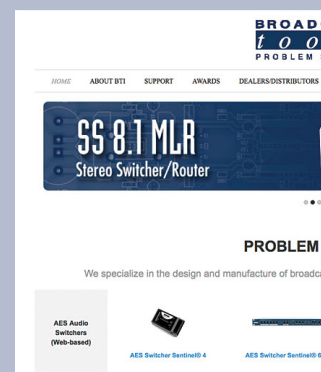 BROAD
too
PROBLEM
HOME ABOUT BTI SUPPORT AWARDS DEALERS/DISTRIBUTORS
SS 8.1 MLR
Stereo Switcher/Router
PROBLEM
We specialize in the design and manufacture of broadca
AES Audio
Switchers
(Web-based)
AES Switcher Sentinel® 4 AES Switcher Sentinel® 6